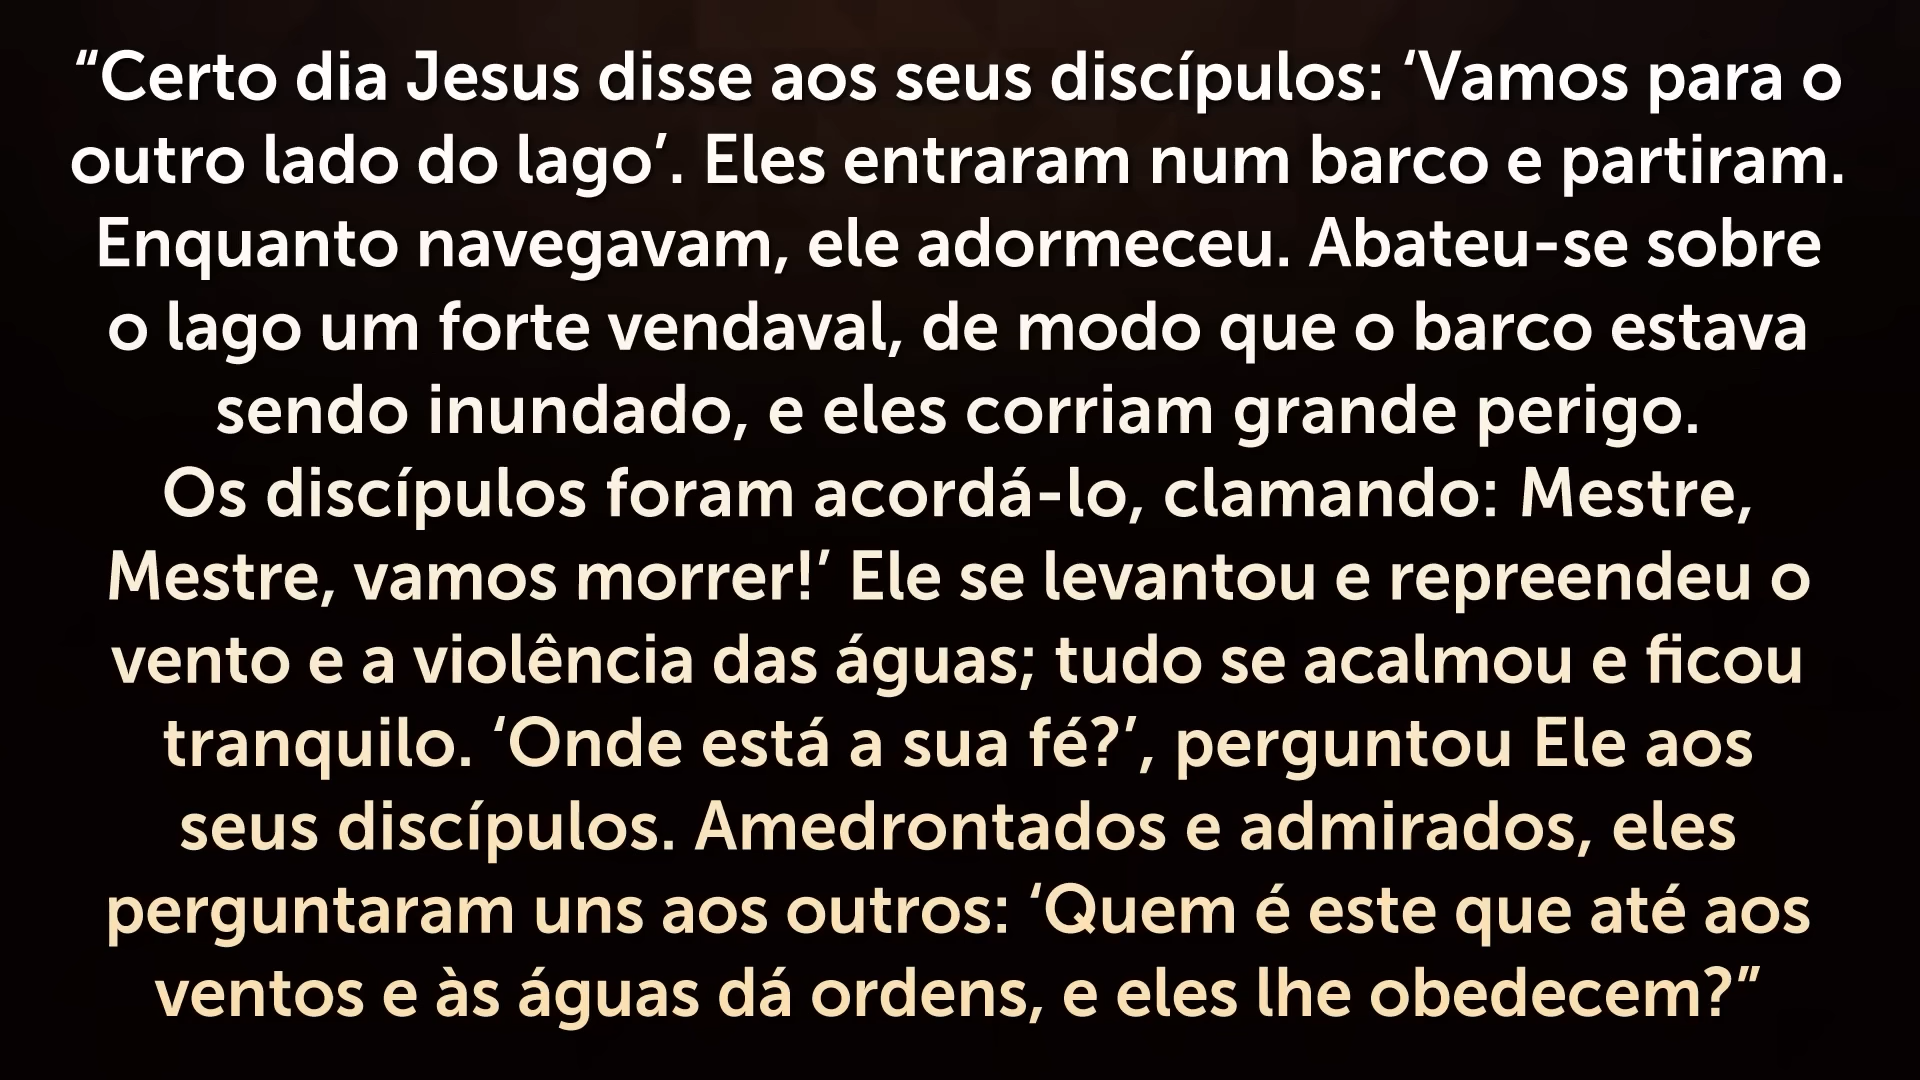 “Certo dia Jesus disse aos seus discípulos: ‘Vamos para o
outro lado do lago’. Eles entraram num barco e partiram.
Enquanto navegavam, ele adormeceu. Abateu-se sobre
o lago um forte vendaval, de modo que o barco estava
sendo inundado, e eles corriam grande perigo.
Os discípulos foram acordá-lo, clamando: Mestre,
Mestre, vamos morrer!’ Ele se levantou e repreendeu o
vento e a violência das águas; tudo se acalmou e ficou
tranquilo. ‘Onde está a sua fé?’, perguntou Ele aos
seus discípulos. Amedrontados e admirados, eles
perguntaram uns aos outros: ‘Quem é este que até aos
ventos e às águas dá ordens, e eles lhe obedecem?”